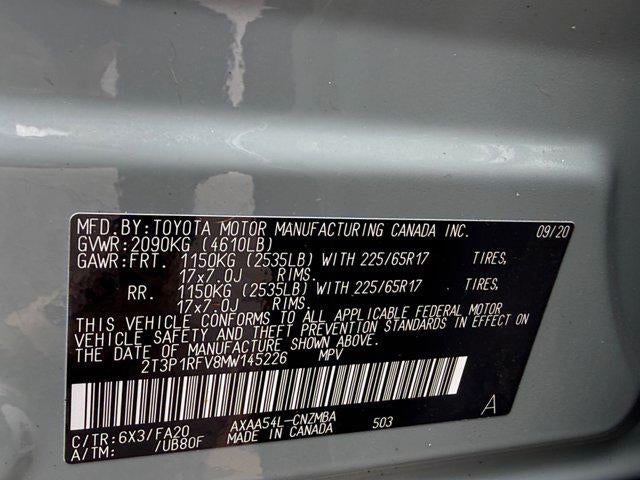 MFD. BY: TOYOTA MOTOR MANUFACTURING CANADA INC. 09/20
GVWR: 2090KG (4610LB)
GAWR: FRT. 1150KG (2535LB) WITH 225/65R17 TIRES,
17x7.0J RIMS.
RR. 1150KG (2535LB) WITH 225/65R17 TIRES,
17x7.0J RIMS.
THIS VEHICLE CONFORMS TO ALL APPLICABLE FEDERAL MOTOR
VEHICLE SAFETY AND THEFT PREVENTION STANDARDS IN EFFECT ON
THE DATE OF MANUFACTURE SHOWN ABOVE.
2T3P1RFV8MW145226 MPV
C/TR: 6X3/FA20 AXAA54L-CNZMBA 503 A
A/TM: /UB80F MADE IN CANADA